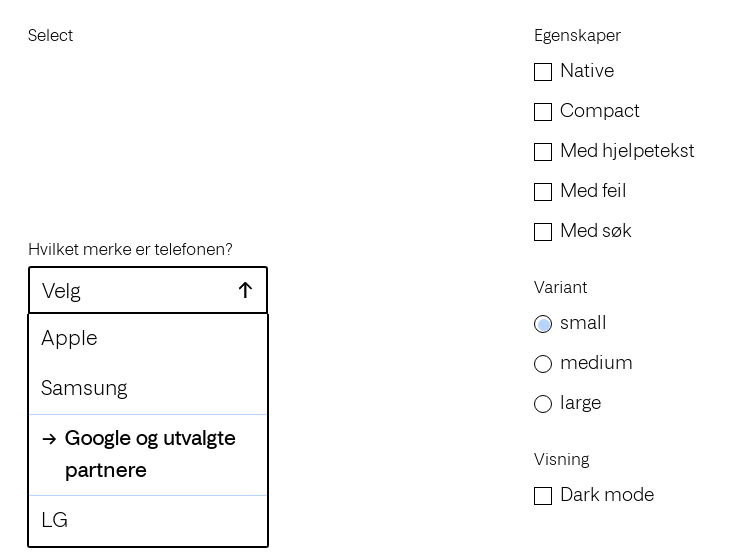 Select
Hvilket merke er telefonen?
Velg
Apple
Samsung
→ Google og utvalgte
partnere
LG
Egenskaper
Native
Compact
Med hjelpetekst
Med feil
Med søk
Variant
small
medium
large
Visning
Dark mode